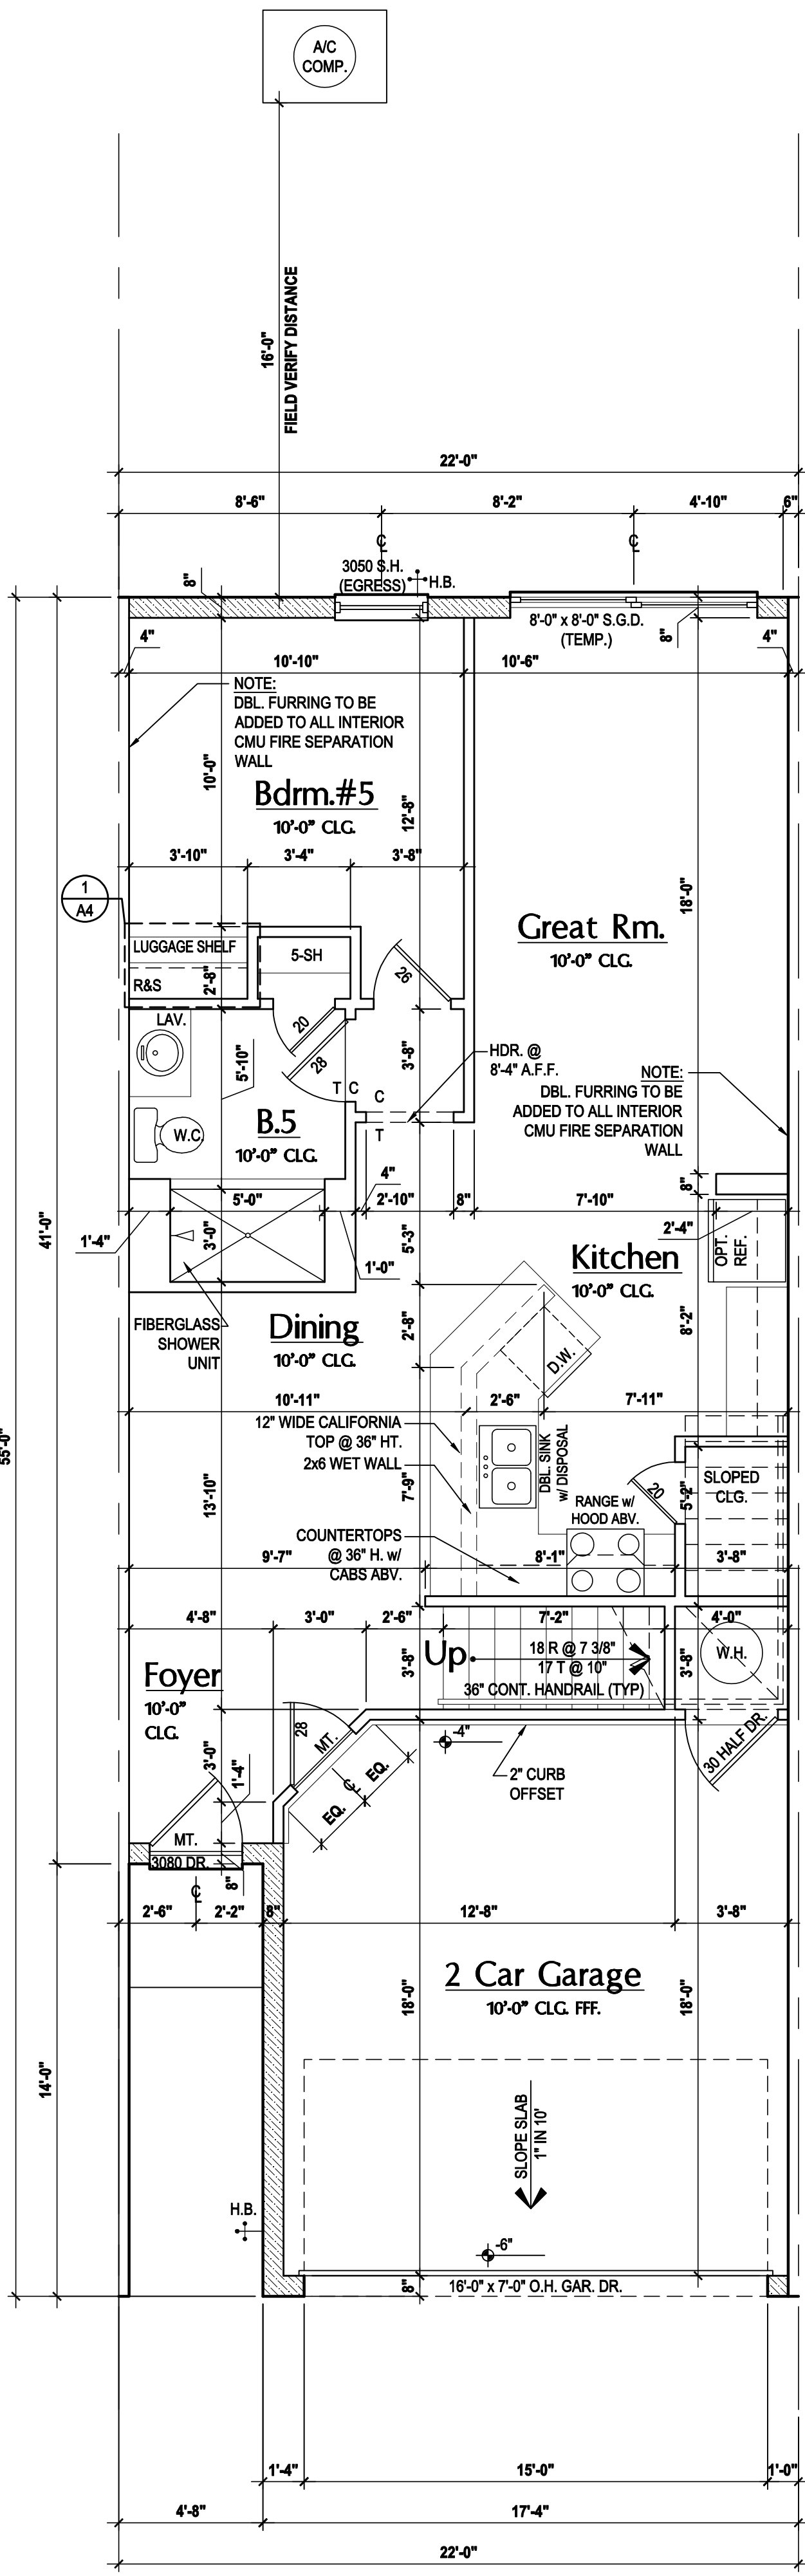 A/C
COMP.
16'-0"
FIELD VERIFY DISTANCE
22'-0"
8'-6"
8'-2"
4'-10"
6"
C L
C L
3050 S.H.
(EGRESS)
H.B.
8"
8'-0" x 8'-0" S.G.D.
(TEMP.)
8"
4"
4"
10'-10"
10'-6"
NOTE:
DBL. FURRING TO BE
ADDED TO ALL INTERIOR
CMU FIRE SEPARATION
WALL
10'-0"
Bdrm.#5
10'-0" CLG.
12'-8"
3'-10"
3'-4"
3'-8"
18'-0"
1
A4
Great Rm.
10'-0" CLG.
LUGGAGE SHELF
R&S
2'-8"
5-SH
26
LAV.
20
28
5'-10"
3'-8"
HDR. @
8'-4" A.F.F.
NOTE:
DBL. FURRING TO BE
ADDED TO ALL INTERIOR
CMU FIRE SEPARATION
WALL
T C
C
T
W.C.
B.5
10'-0" CLG.
4"
8"
5'-0"
2'-10"
8"
7'-10"
1'-4"
3'-0"
1'-0"
5'-3"
2'-4"
OPT.
REF.
41'-0"
Kitchen
10'-0" CLG.
FIBERGLASS
SHOWER
UNIT
Dining
10'-0" CLG.
2'-8"
8'-2"
D.W.
10'-11"
2'-6"
7'-11"
12" WIDE CALIFORNIA
TOP @ 36" HT.
2x6 WET WALL
DBL. SINK
w/ DISPOSAL
55'-0"
13'-10"
7'-9"
20
5'-2"
SLOPED
CLG.
RANGE w/
HOOD ABV.
COUNTERTOPS
@ 36" H. w/
CABS ABV.
9'-7"
8'-1"
3'-8"
4'-8"
3'-0"
2'-6"
7'-2"
4'-0"
Up
18 R @ 7 3/8"
17 T @ 10"
36" CONT. HANDRAIL (TYP)
3'-8"
3'-8"
W.H.
Foyer
10'-0"
CLG.
28
MT.
-4"
30 HALF DR.
3'-0"
1'-4"
EQ.
C L
EQ.
2" CURB
OFFSET
MT.
3080 DR.
8"
C L
2'-6"
2'-2"
8"
12'-8"
3'-8"
2 Car Garage
10'-0" CLG. FFF.
18'-0"
18'-0"
14'-0"
SLOPE SLAB
1" IN 10'
H.B.
-6"
8"
16'-0" x 7'-0" O.H. GAR. DR.
1'-4"
15'-0"
1'-0"
4'-8"
17'-4"
22'-0"